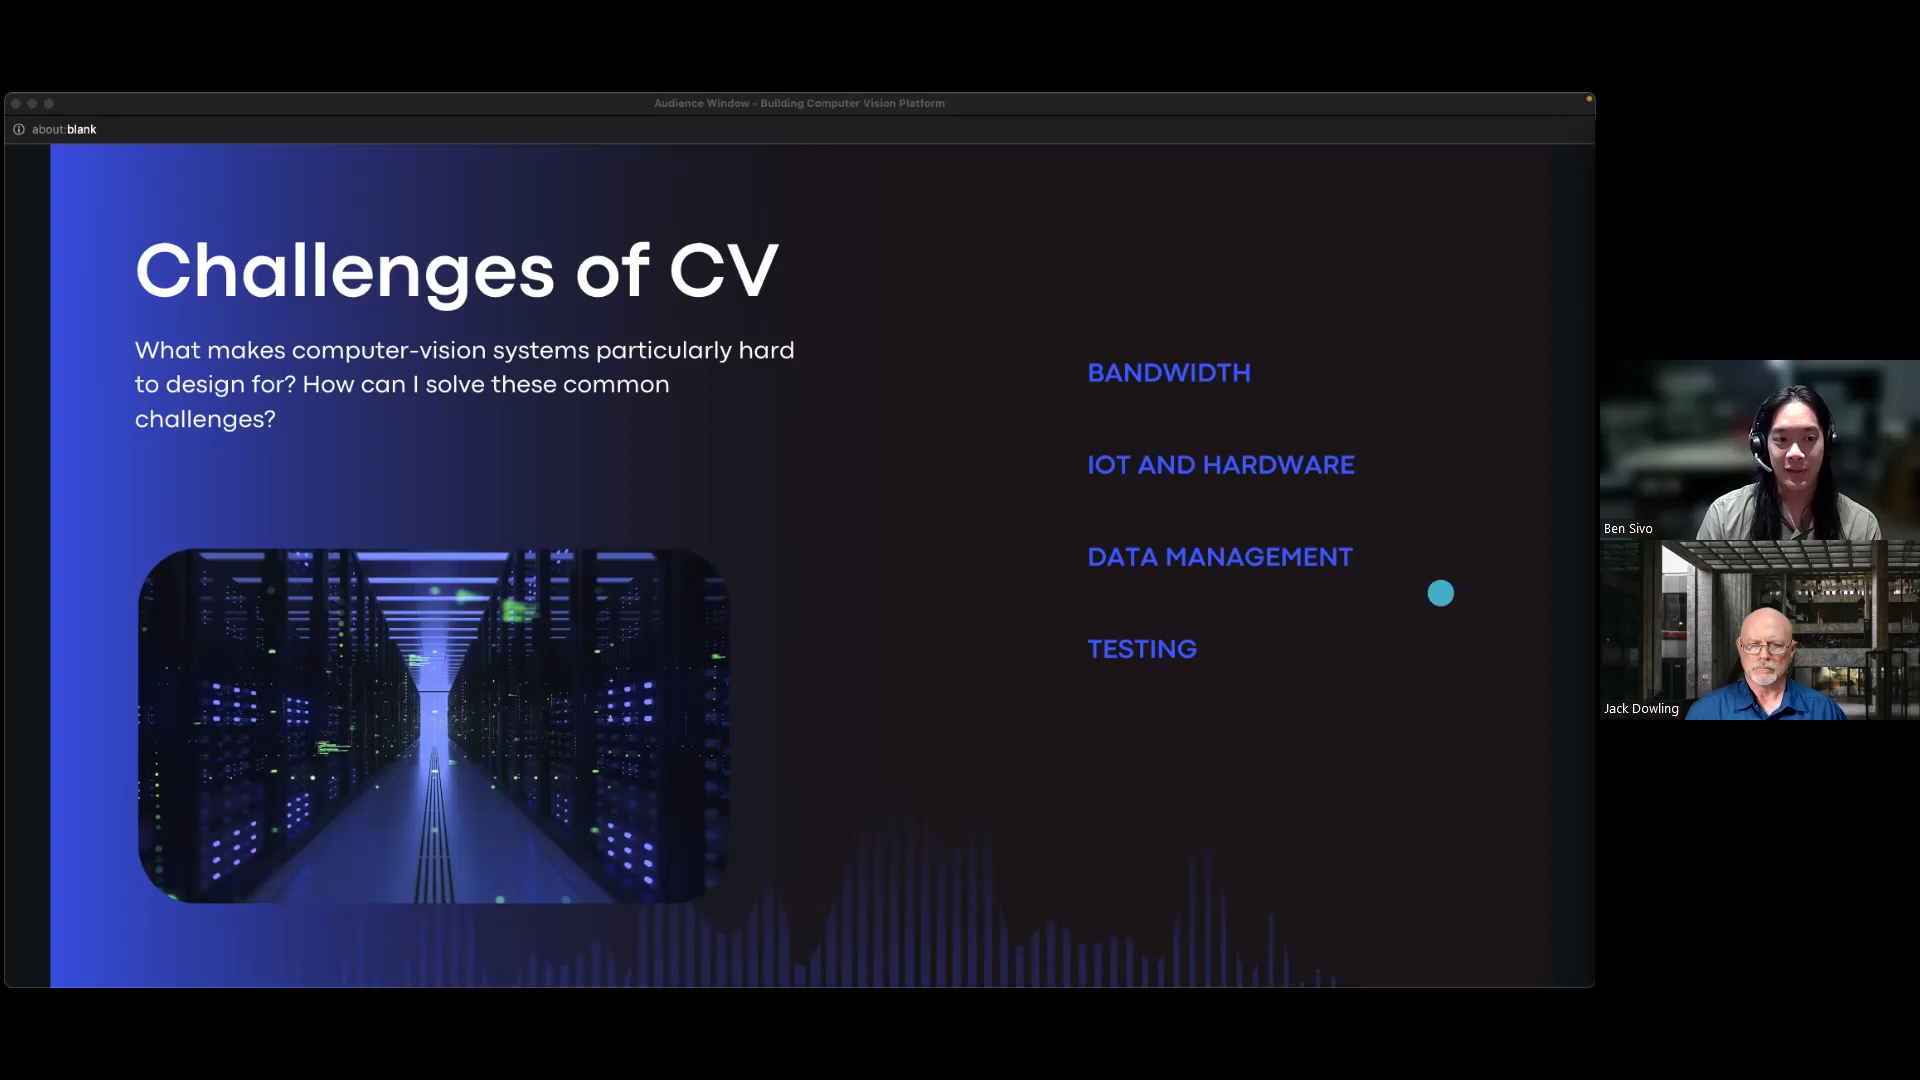 Audience Window - Building Computer Vision Platform
about:blank
Challenges of CV
What makes computer-vision systems particularly hard
to design for? How can I solve these common
challenges?
BANDWIDTH
IOT AND HARDWARE
DATA MANAGEMENT
TESTING
Ben Sivo
Jack Dowling